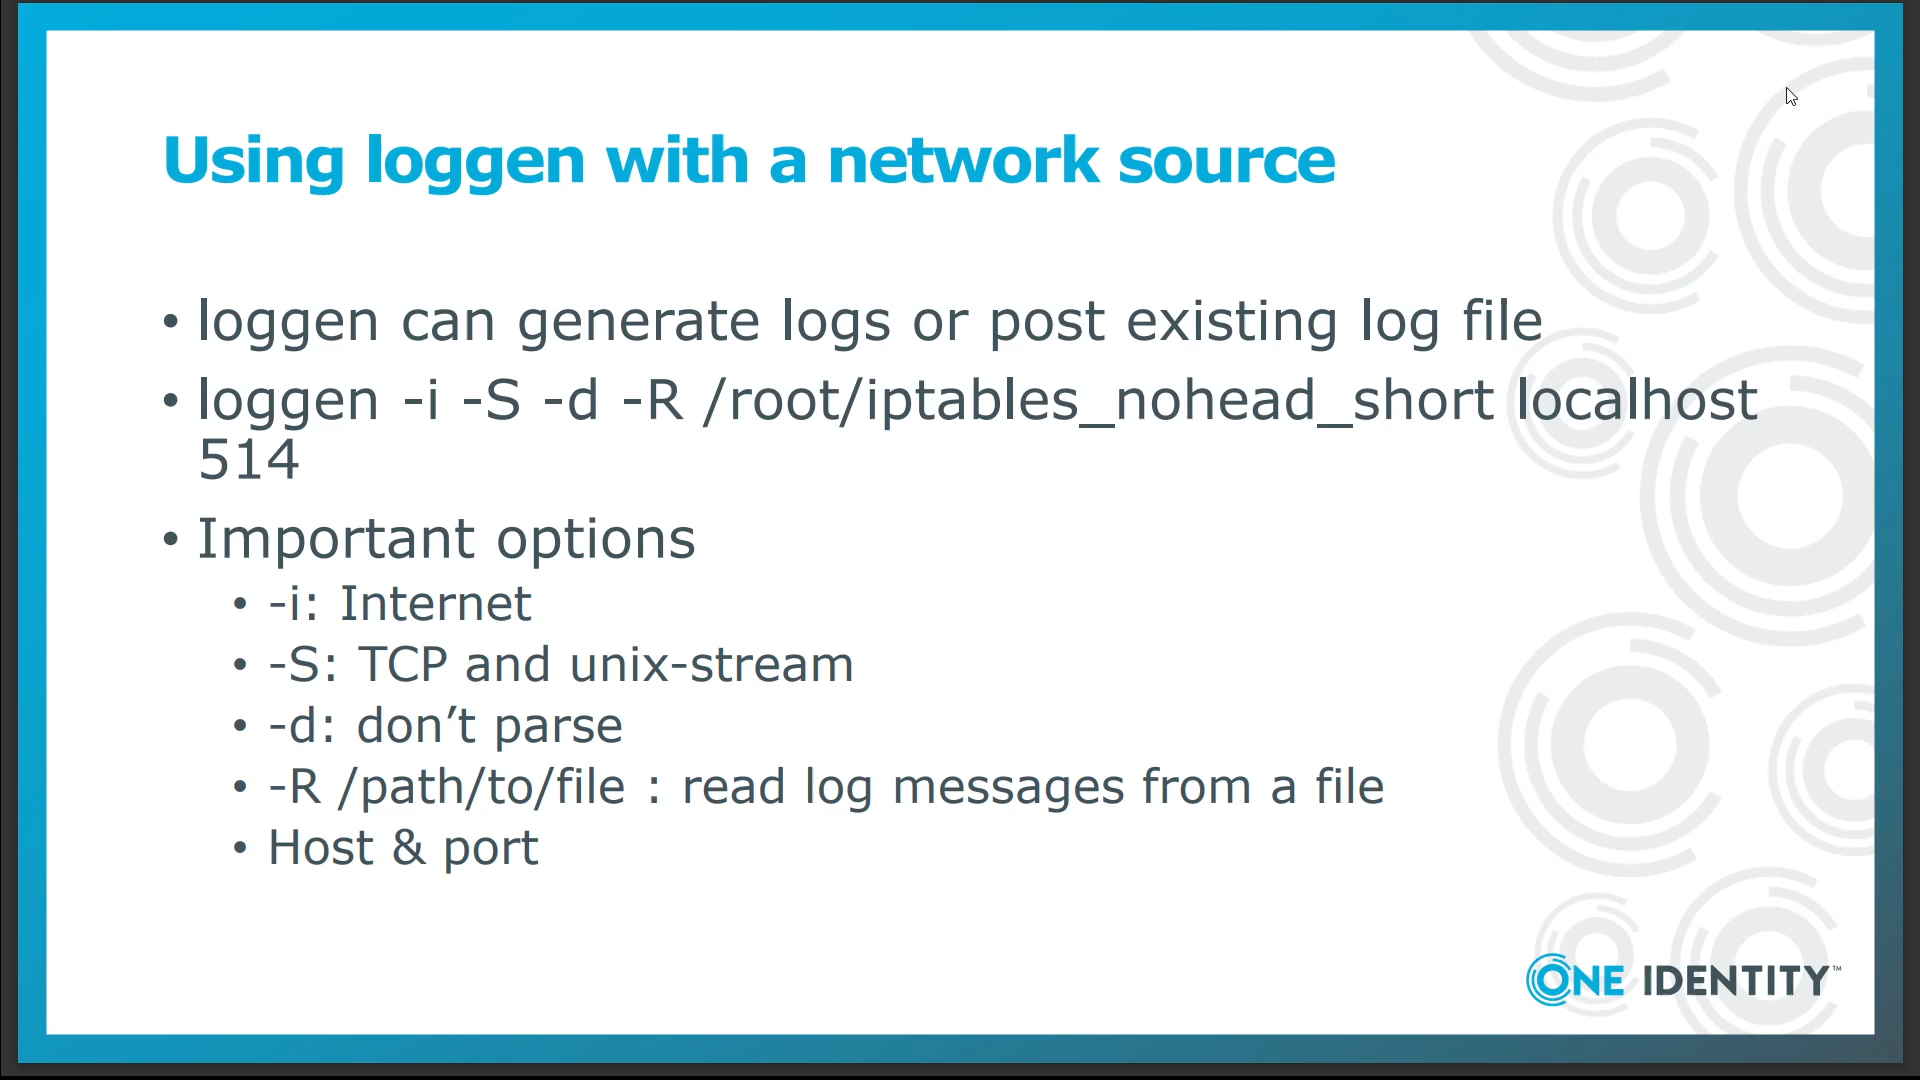 Using loggen with a network source
• loggen can generate logs or post existing log file
• loggen -i -S -d -R /root/iptables_nohead_short localhost
514
• Important options
• -i: Internet
• -S: TCP and unix-stream
• -d: don’t parse
• -R /path/to/file : read log messages from a file
• Host & port
ONE IDENTITY™